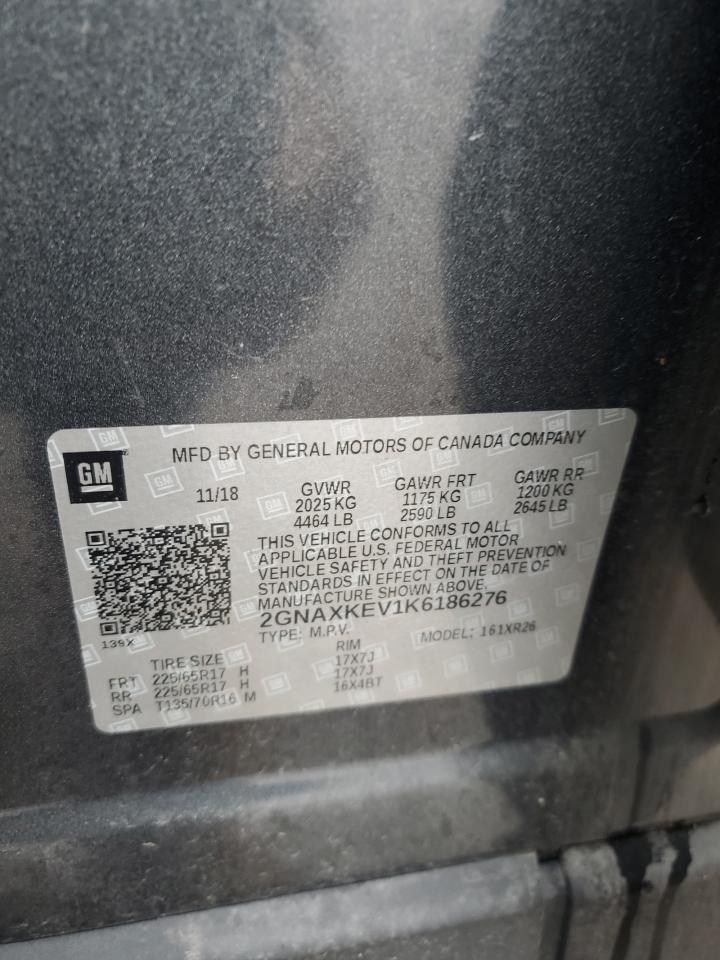 GM
MFD BY GENERAL MOTORS OF CANADA COMPANY
11/18 GVWR GAWR FRT GAWR RR
2025 KG 1175 KG 1200 KG
4464 LB 2590 LB 2645 LB
THIS VEHICLE CONFORMS TO ALL
APPLICABLE U.S. FEDERAL MOTOR
VEHICLE SAFETY AND THEFT PREVENTION
STANDARDS IN EFFECT ON THE DATE OF
MANUFACTURE SHOWN ABOVE.
2GNAXKEV1K6186276
TYPE: M.P.V. MODEL: 161XR26
139X
TIRE SIZE RIM
FRT 225/65R17 H 17X7J
RR 225/65R17 H 17X7J
SPA T135/70R16 M 16X4BT